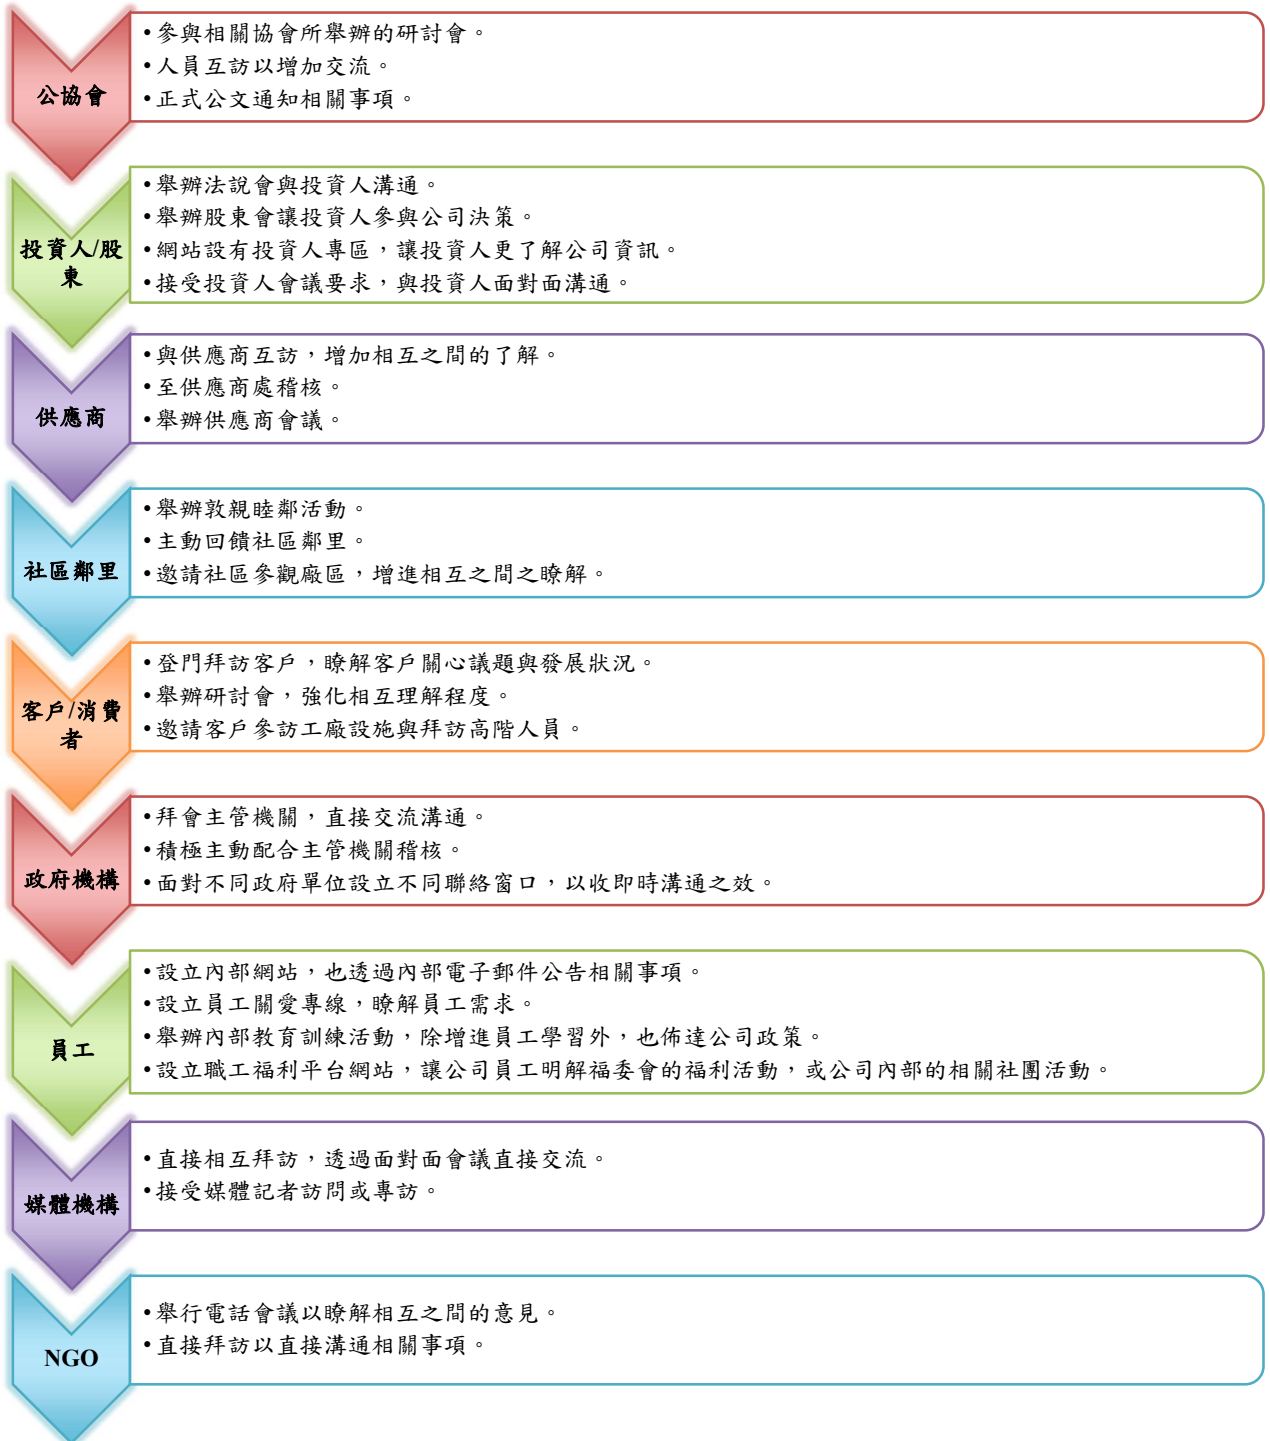 公協會
•參與相關協會所舉辦的研討會。
•人員互訪以增加交流。
•正式公文通知相關事項。
投資人/股
東
•舉辦法說會與投資人溝通。
•舉辦股東會讓投資人參與公司決策。
•網站設有投資人專區，讓投資人更了解公司資訊。
•接受投資人會議要求，與投資人面對面溝通。
供應商
•與供應商互訪，增加相互之間的了解。
•至供應商處稽核。
•舉辦供應商會議。
社區鄰里
•舉辦敦親睦鄰活動。
•主動回饋社區鄰里。
•邀請社區參觀廠區，增進相互之間之瞭解。
客戶/消費
者
•登門拜訪客戶，瞭解客戶關心議題與發展狀況。
•舉辦研討會，強化相互理解程度。
•邀請客戶參訪工廠設施與拜訪高階人員。
政府機構
•拜會主管機關，直接交流溝通。
•積極主動配合主管機關稽核。
•面對不同政府單位設立不同聯絡窗口，以收即時溝通之效。
員工
•設立內部網站，也透過內部電子郵件公告相關事項。
•設立員工關愛專線，瞭解員工需求。
•舉辦內部教育訓練活動，除增進員工學習外，也佈達公司政策。
•設立職工福利平台網站，讓公司員工明解福委會的福利活動，或公司內部的相關社團活動。
媒體機構
•直接相互拜訪，透過面對面會議直接交流。
•接受媒體記者訪問或專訪。
NGO
•舉行電話會議以瞭解相互之間的意見。
•直接拜訪以直接溝通相關事項。